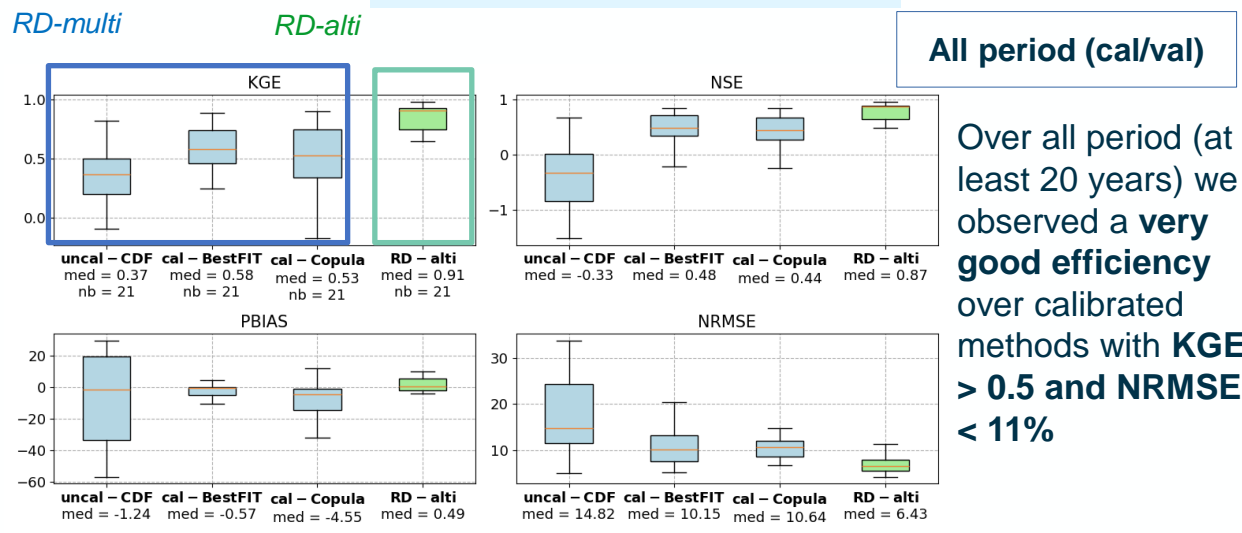 RD-multi
RD-alti
All period (cal/val)
KGE
1.0
0.5
0.0
uncal−CDF cal−BestFIT cal−Copula RD−alti
med = 0.37 med = 0.58 med = 0.53 med = 0.91
nb = 21 nb = 21 nb = 21 nb = 21
NSE
1
0
−1
uncal−CDF cal−BestFIT cal−Copula RD−alti
med = -0.33 med = 0.48 med = 0.44 med = 0.87
PBIAS
20
0
−20
−40
−60
uncal−CDF cal−BestFIT cal−Copula RD−alti
med = -1.24 med = -0.57 med = -4.55 med = 0.49
NRMSE
30
20
10
uncal−CDF cal−BestFIT cal−Copula RD−alti
med = 14.82 med = 10.15 med = 10.64 med = 6.43
Over all period (at
least 20 years) we
observed a very
good efficiency
over calibrated
methods with KGE
> 0.5 and NRMSE
< 11%